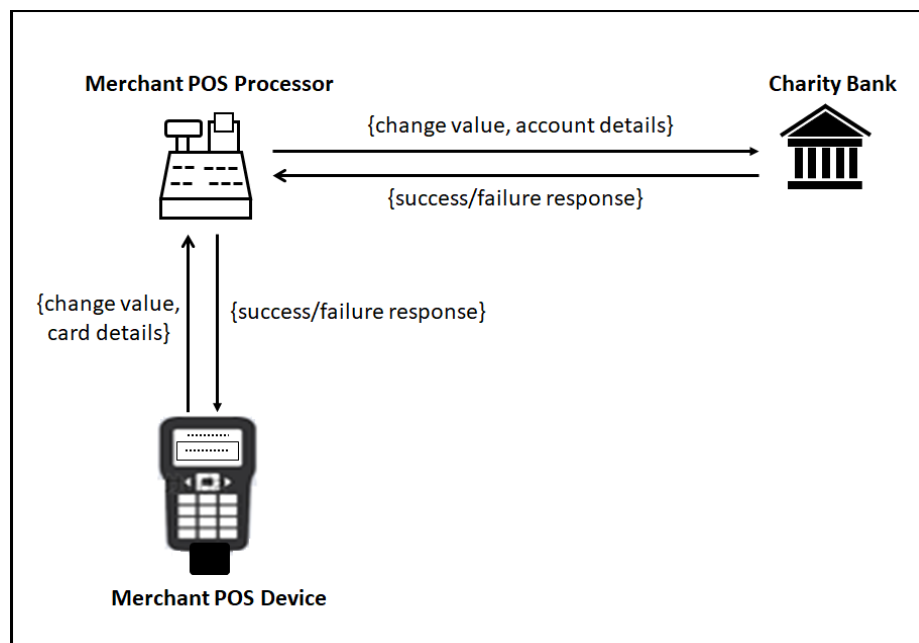 Merchant POS Processor
Charity Bank
{change value, account details}
{success/failure response}
{change value,
card details}
{success/failure response}
Merchant POS Device